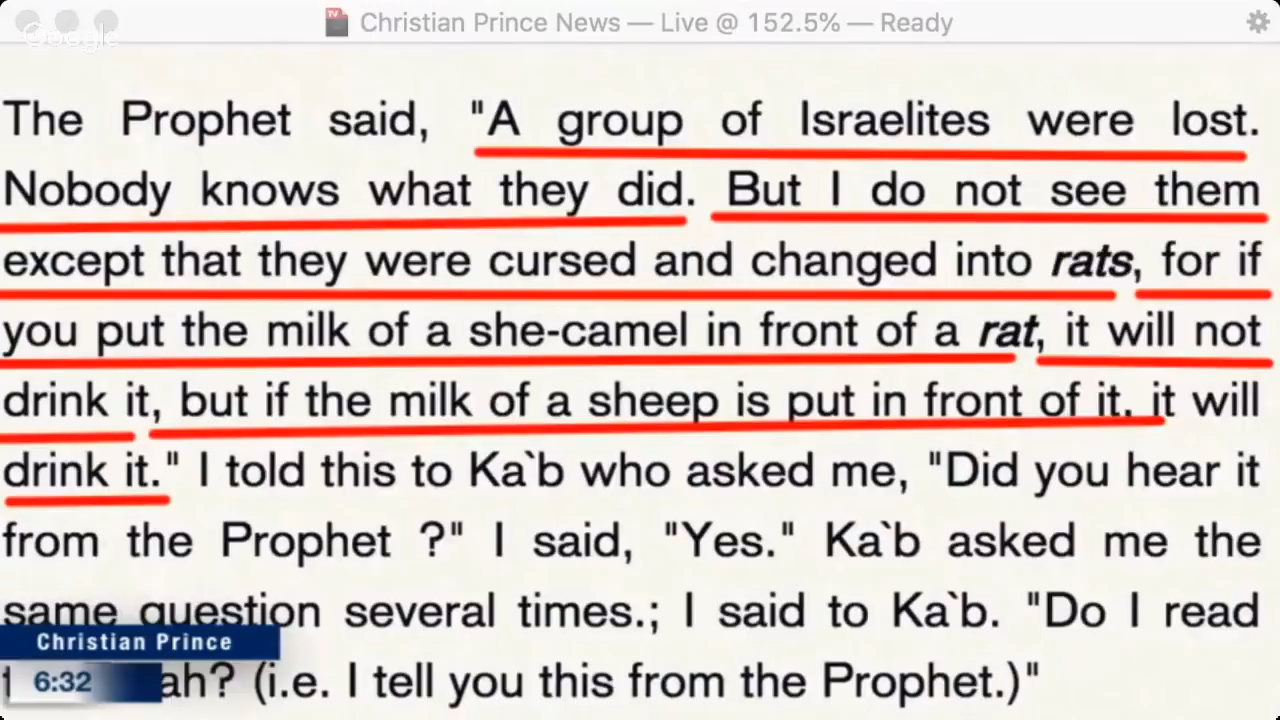 Christian Prince News — Live @ 152.5% — Ready
Google
The Prophet said, "A group of Israelites were lost.
Nobody knows what they did. But I do not see them
except that they were cursed and changed into rats, for if
you put the milk of a she-camel in front of a rat, it will not
drink it, but if the milk of a sheep is put in front of it, it will
drink it." I told this to Ka`b who asked me, "Did you hear it
from the Prophet ?" I said, "Yes." Ka`b asked me the
same question several times.; I said to Ka`b. "Do I read
ah? (i.e. I tell you this from the Prophet.)"
Christian Prince
6:32